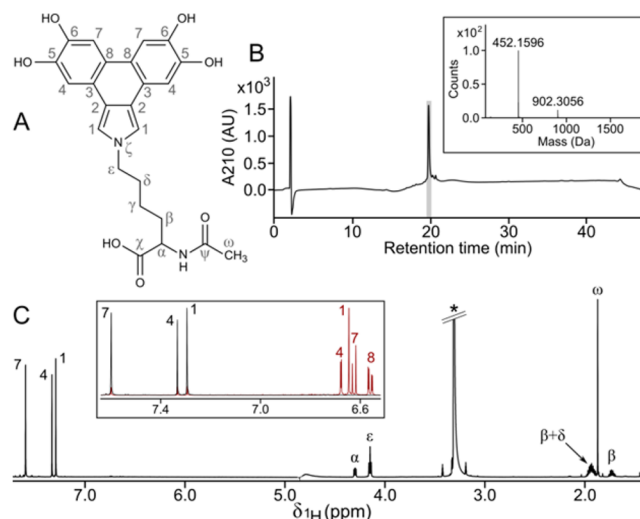 A
HO
OH
7
7
6
8
6
HO
5
8
5
OH
4
3
3
4
2
2
1
1
N
ζ
ε
δ
γ
β
O
HO
χ
α
ψ
ω
N
H
CH3
O
B
x10³
1.5
1.0
0.5
0.0
A210 (AU)
0 10 20 30 40
Retention time (min)
x10²
1.0
0.5
0.0
Counts
452.1596
902.3056
500 1000 1500
Mass (Da)
C
7
4
1
7
4
1
1
4
7
8
7.4 7.0 6.6
*
ω
α
ε
β+δ
β
7.0 6.0 5.0 4.0 3.0 2.0
δ1H (ppm)